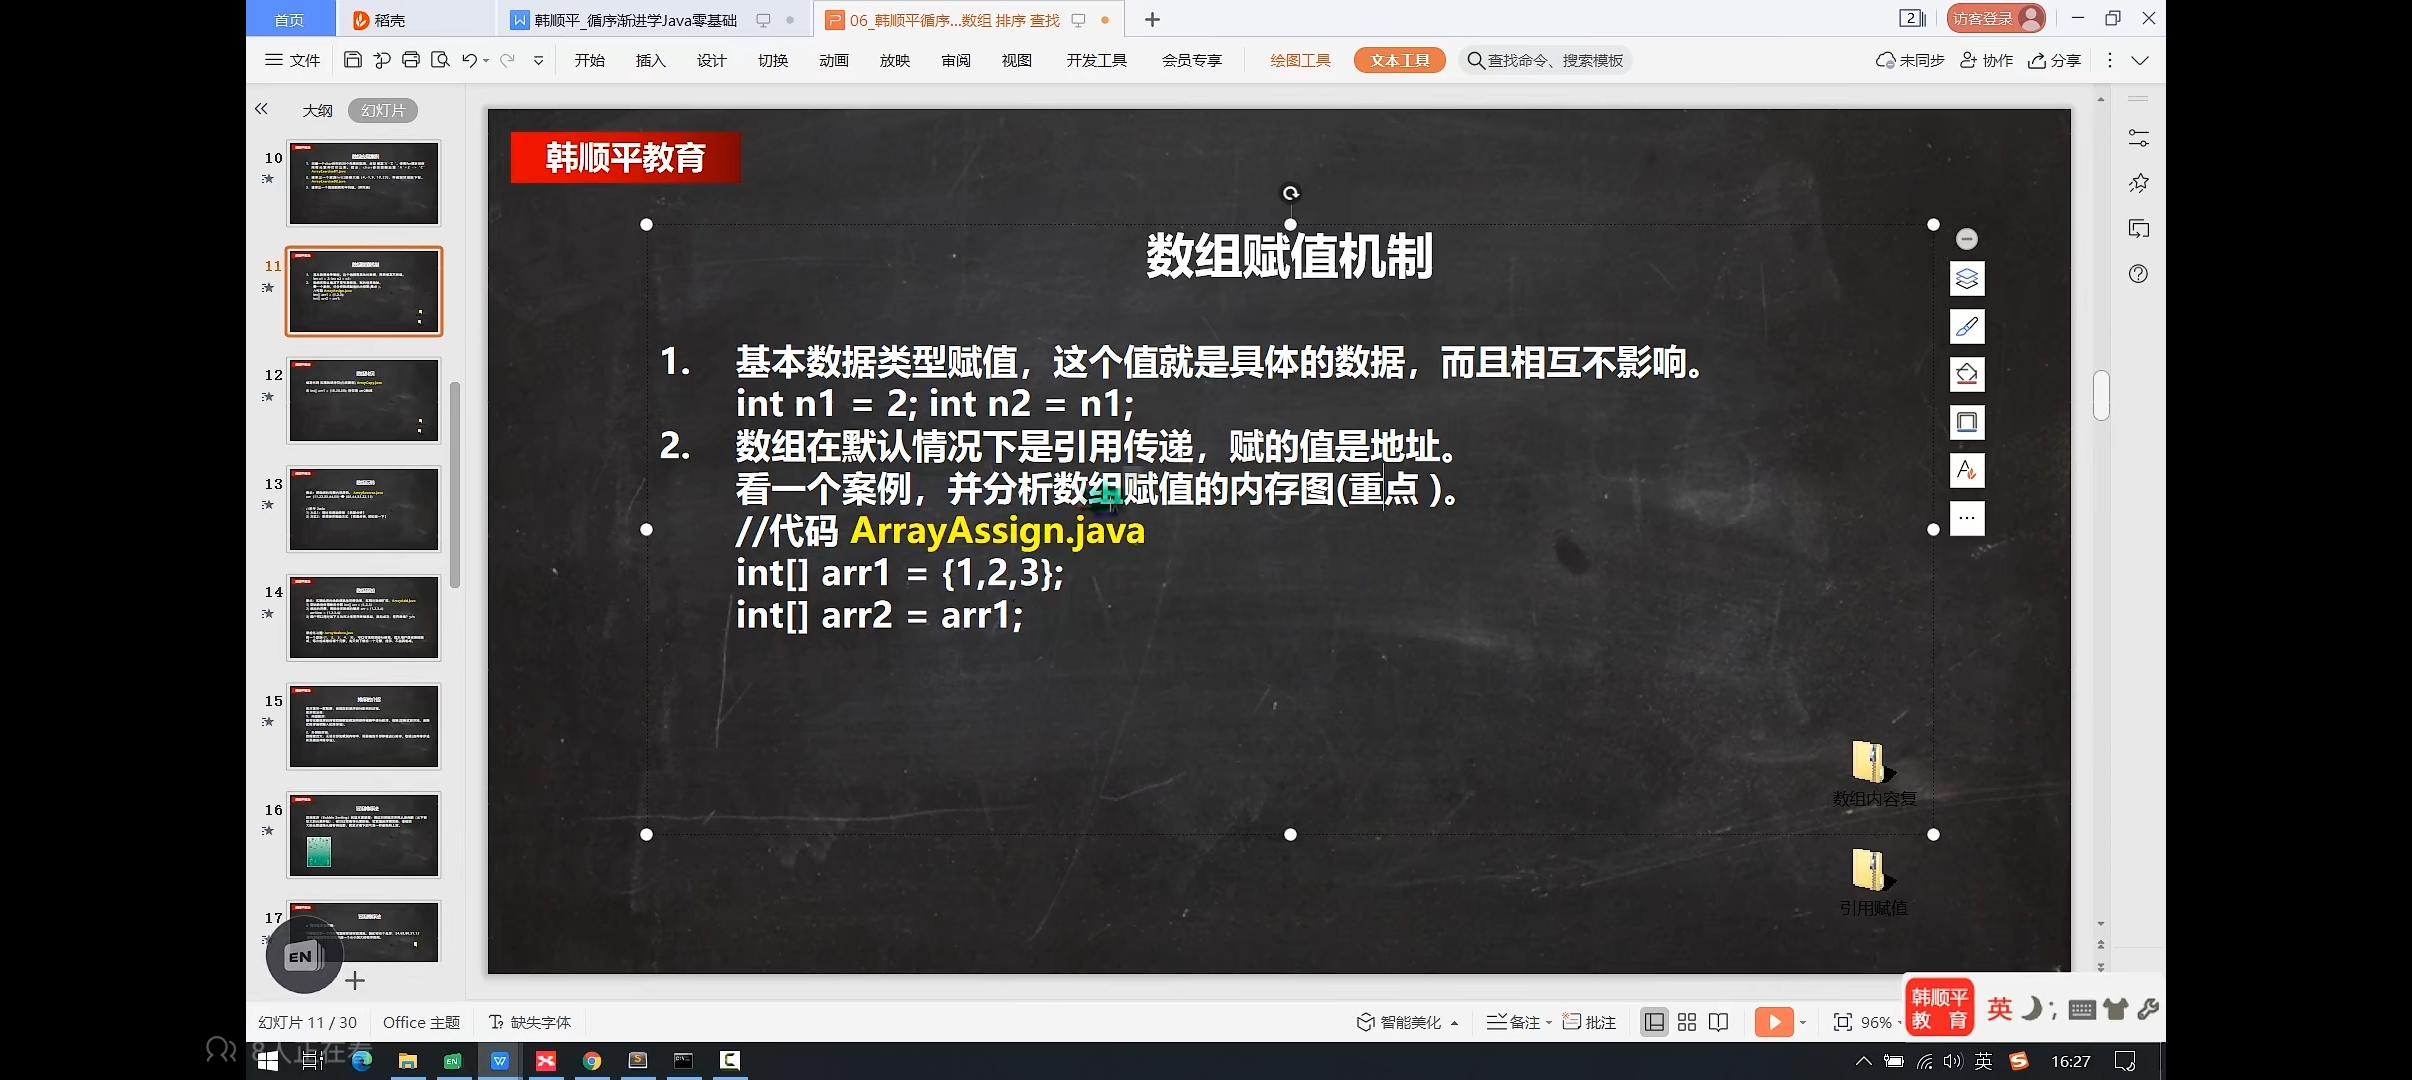 首页
稻壳
韩顺平_循序渐进学Java零基础
06_韩顺平循序...数组 排序 查找
2
访客登录
文件
开始
插入
设计
切换
动画
放映
审阅
视图
开发工具
会员专享
绘图工具
文本工具
查找命令、搜索模板
未同步
协作
分享
大纲
幻灯片
10
11
12
13
14
15
16
17
韩顺平教育
数组赋值机制
1. 基本数据类型赋值，这个值就是具体的数据，而且相互不影响。
int n1 = 2; int n2 = n1;
2. 数组在默认情况下是引用传递，赋的值是地址。
看一个案例，并分析数组赋值的内存图(重点 )。
//代码 ArrayAssign.java
int[] arr1 = {1,2,3};
int[] arr2 = arr1;
数组内容复
引用赋值
EN
幻灯片 11 / 30
Office 主题
缺失字体
智能美化
备注
批注
96%
韩顺平
教 育
英
8人正在看
英
16:27